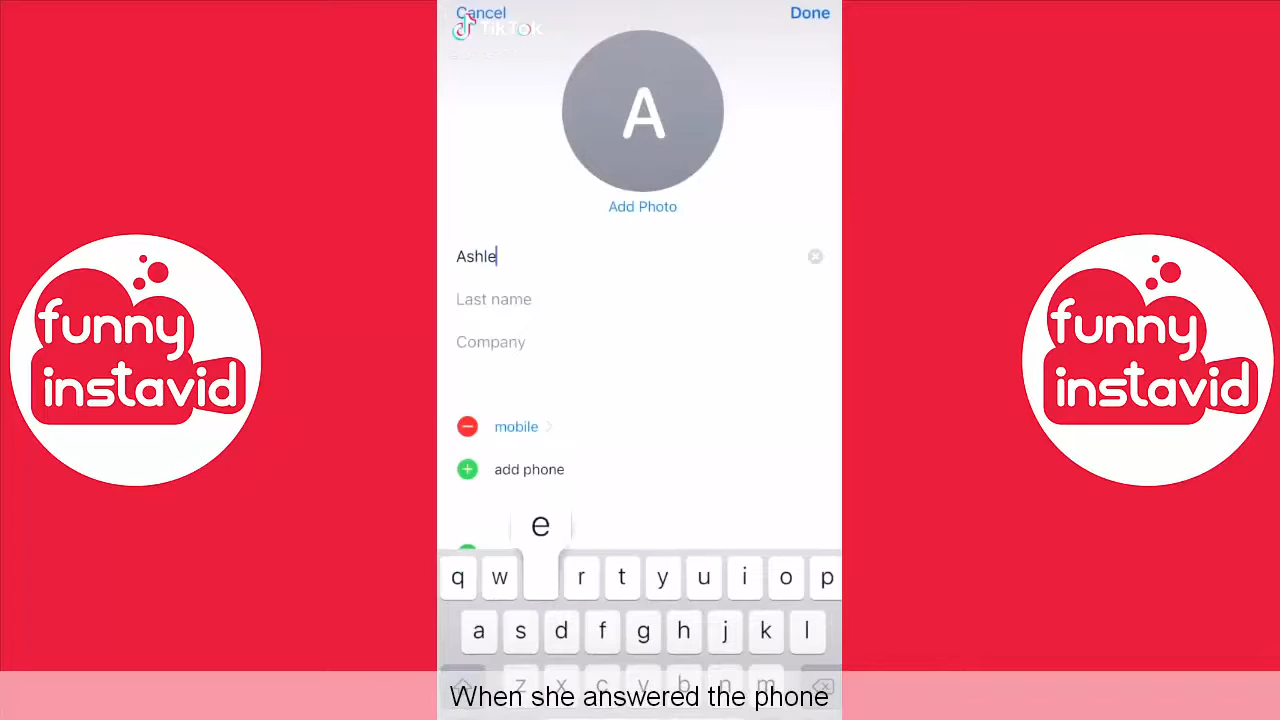 Cancel
Done
TikTok
A
Add Photo
Ashle
Last name
Company
mobile
add phone
e
q w r t y u i o p
a s d f g h j k l
z x c v b n m
When she answered the phone
funny
instavid
funny
instavid